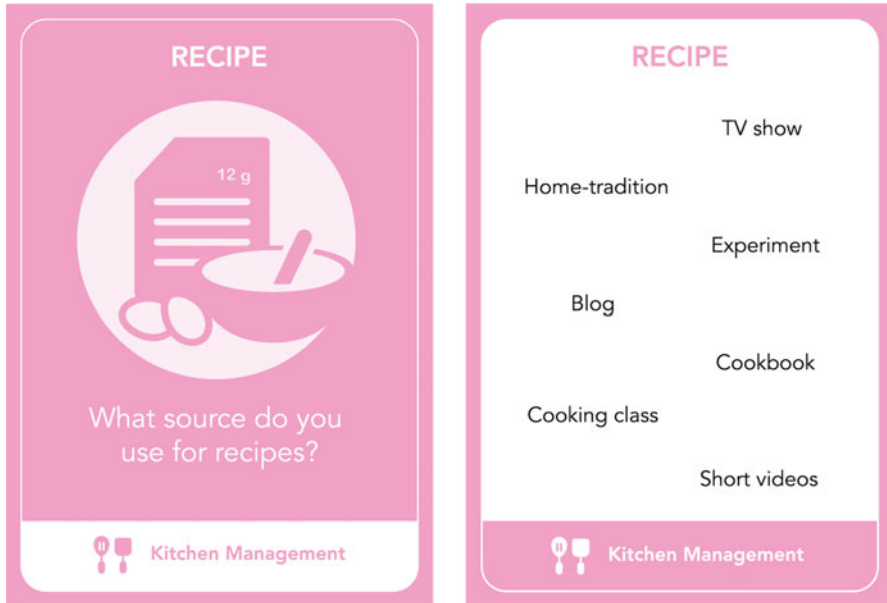 RECIPE
12 g
What source do you
use for recipes?
Kitchen Management
RECIPE
TV show
Home-tradition
Experiment
Blog
Cookbook
Cooking class
Short videos
Kitchen Management